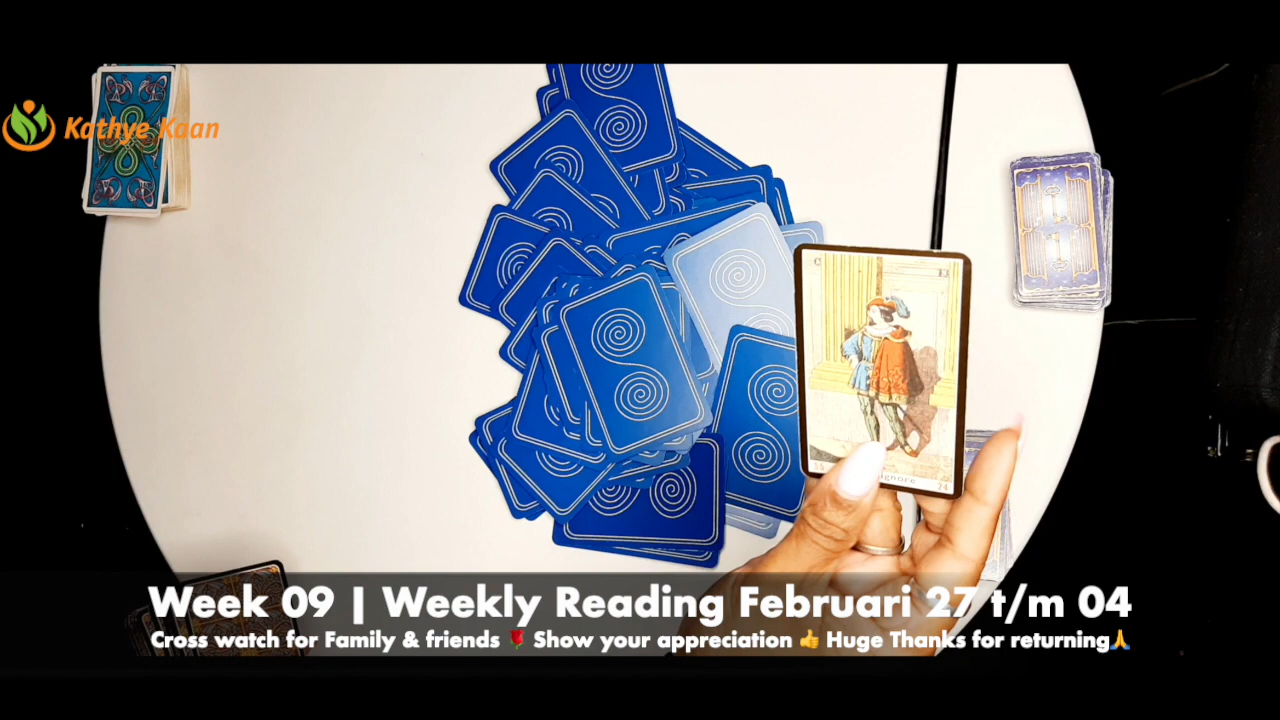 Kathye Kaan
24
Week 09 | Weekly Reading Februari 27 t/m 04
Cross watch for Family & friends 🌹 Show your appreciation 👍 Huge Thanks for returning🙏